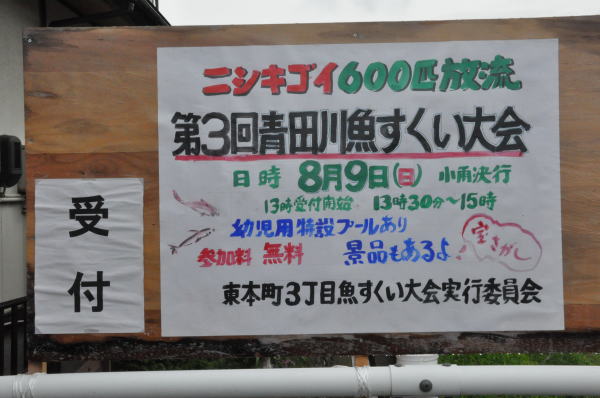 ニシキゴイ600匹放流
第3回青田川魚すくい大会
日時 8月9日(日) 小雨決行
13時受付開始 13時30分~15時
幼児用特設プールあり
参加料 無料 景品もあるよ
宝さがし
東本町3丁目魚すくい大会実行委員会
受付